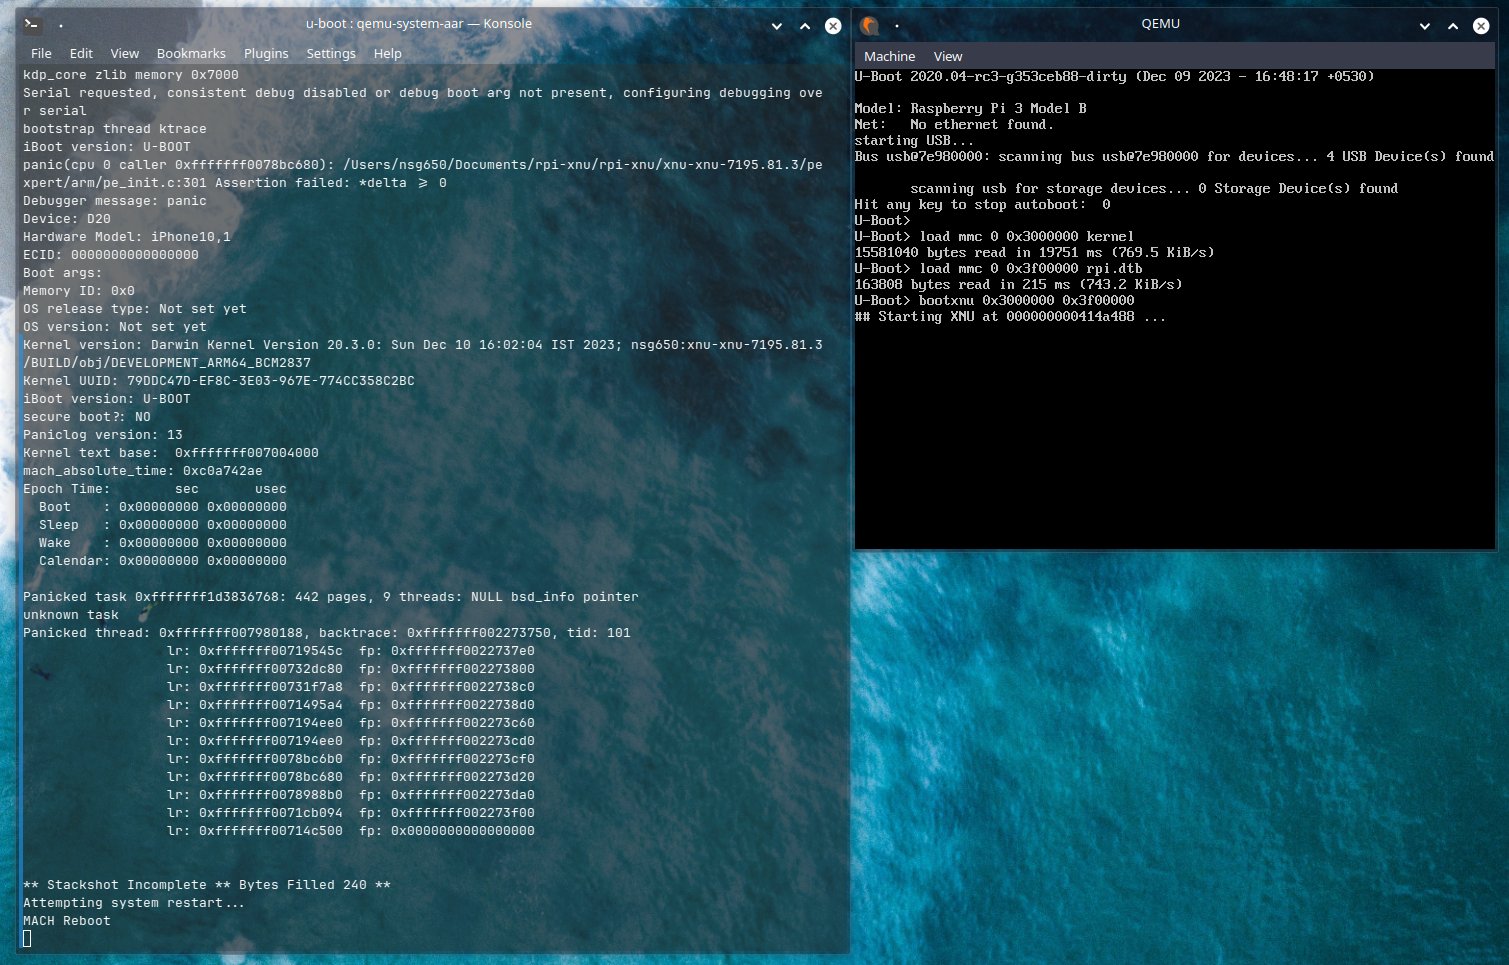 u-boot : qemu-system-aar — Konsole
File Edit View Bookmarks Plugins Settings Help
kdp_core zlib memory 0x7000
Serial requested, consistent debug disabled or debug boot arg not present, configuring debugging ove
r serial
bootstrap thread ktrace
iBoot version: U-BOOT
panic(cpu 0 caller 0xfffffff0078bc680): /Users/nsg650/Documents/rpi-xnu/rpi-xnu/xnu-xnu-7195.81.3/pe
xpert/arm/pe_init.c:301 Assertion failed: *delta >= 0
Debugger message: panic
Device: D20
Hardware Model: iPhone10,1
ECID: 0000000000000000
Boot args:
Memory ID: 0x0
OS release type: Not set yet
OS version: Not set yet
Kernel version: Darwin Kernel Version 20.3.0: Sun Dec 10 16:02:04 IST 2023; nsg650:xnu-xnu-7195.81.3
/BUILD/obj/DEVELOPMENT_ARM64_BCM2837
Kernel UUID: 79DDC47D-EF8C-3E03-967E-774CC358C2BC
iBoot version: U-BOOT
secure boot?: NO
Paniclog version: 13
Kernel text base:  0xfffffff007004000
mach_absolute_time: 0xc0a742ae
Epoch Time:        sec       usec
  Boot    : 0x00000000 0x00000000
  Sleep   : 0x00000000 0x00000000
  Wake    : 0x00000000 0x00000000
  Calendar: 0x00000000 0x00000000
Panicked task 0xfffffff1d3836768: 442 pages, 9 threads: NULL bsd_info pointer
unknown task
Panicked thread: 0xfffffff007980188, backtrace: 0xfffffff002273750, tid: 101
lr: 0xfffffff00719545c  fp: 0xfffffff0022737e0
lr: 0xfffffff00732dc80  fp: 0xfffffff002273800
lr: 0xfffffff00731f7a8  fp: 0xfffffff0022738c0
lr: 0xfffffff0071495a4  fp: 0xfffffff0022738d0
lr: 0xfffffff007194ee0  fp: 0xfffffff002273c60
lr: 0xfffffff007194ee0  fp: 0xfffffff002273cd0
lr: 0xfffffff0078bc6b0  fp: 0xfffffff002273cf0
lr: 0xfffffff0078bc680  fp: 0xfffffff002273d20
lr: 0xfffffff0078988b0  fp: 0xfffffff002273da0
lr: 0xfffffff0071cb094  fp: 0xfffffff002273f00
lr: 0xfffffff00714c500  fp: 0x0000000000000000
** Stackshot Incomplete ** Bytes Filled 240 **
Attempting system restart...
MACH Reboot
QEMU
Machine View
U-Boot 2020.04-rc3-g353ceb88-dirty (Dec 09 2023 - 16:48:17 +0530)
Model: Raspberry Pi 3 Model B
Net:   No ethernet found.
starting USB...
Bus usb@7e980000: scanning bus usb@7e980000 for devices... 4 USB Device(s) found
scanning usb for storage devices... 0 Storage Device(s) found
Hit any key to stop autoboot:  0
U-Boot>
U-Boot> load mmc 0 0x3000000 kernel
15581040 bytes read in 19751 ms (769.5 KiB/s)
U-Boot> load mmc 0 0x3f00000 rpi.dtb
163808 bytes read in 215 ms (743.2 KiB/s)
U-Boot> bootxnu 0x3000000 0x3f00000
## Starting XNU at 000000000414a488 ...